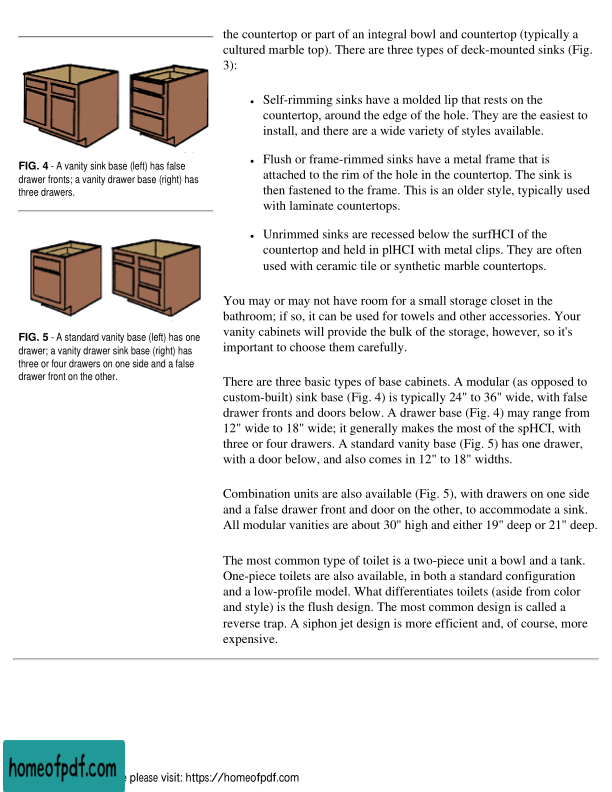 the countertop or part of an integral bowl and countertop (typically a
cultured marble top). There are three types of deck-mounted sinks (Fig.
3):
• Self-rimming sinks have a molded lip that rests on the
countertop, around the edge of the hole. They are the easiest to
install, and there are a wide variety of styles available.
• Flush or frame-rimmed sinks have a metal frame that is
attached to the rim of the hole in the countertop. The sink is
then fastened to the frame. This is an older style, typically used
with laminate countertops.
• Unrimmed sinks are recessed below the surfHCI of the
countertop and held in plHCI with metal clips. They are often
used with ceramic tile or synthetic marble countertops.
You may or may not have room for a small storage closet in the
bathroom; if so, it can be used for towels and other accessories. Your
vanity cabinets will provide the bulk of the storage, however, so it's
important to choose them carefully.
There are three basic types of base cabinets. A modular (as opposed to
custom-built) sink base (Fig. 4) is typically 24" to 36" wide, with false
drawer fronts and doors below. A drawer base (Fig. 4) may range from
12" wide to 18" wide; it generally makes the most of the spHCI, with
three or four drawers. A standard vanity base (Fig. 5) has one drawer,
with a door below, and also comes in 12" to 18" widths.
Combination units are also available (Fig. 5), with drawers on one side
and a false drawer front and door on the other, to accommodate a sink.
All modular vanities are about 30" high and either 19" deep or 21" deep.
The most common type of toilet is a two-piece unit a bowl and a tank.
One-piece toilets are also available, in both a standard configuration
and a low-profile model. What differentiates toilets (aside from color
and style) is the flush design. The most common design is called a
reverse trap. A siphon jet design is more efficient and, of course, more
expensive.
FIG. 4 - A vanity sink base (left) has false
drawer fronts; a vanity drawer base (right) has
three drawers.
FIG. 5 - A standard vanity base (left) has one
drawer; a vanity drawer sink base (right) has
three or four drawers on one side and a false
drawer front on the other.
homeofpdf.com
please visit: https://homeofpdf.com